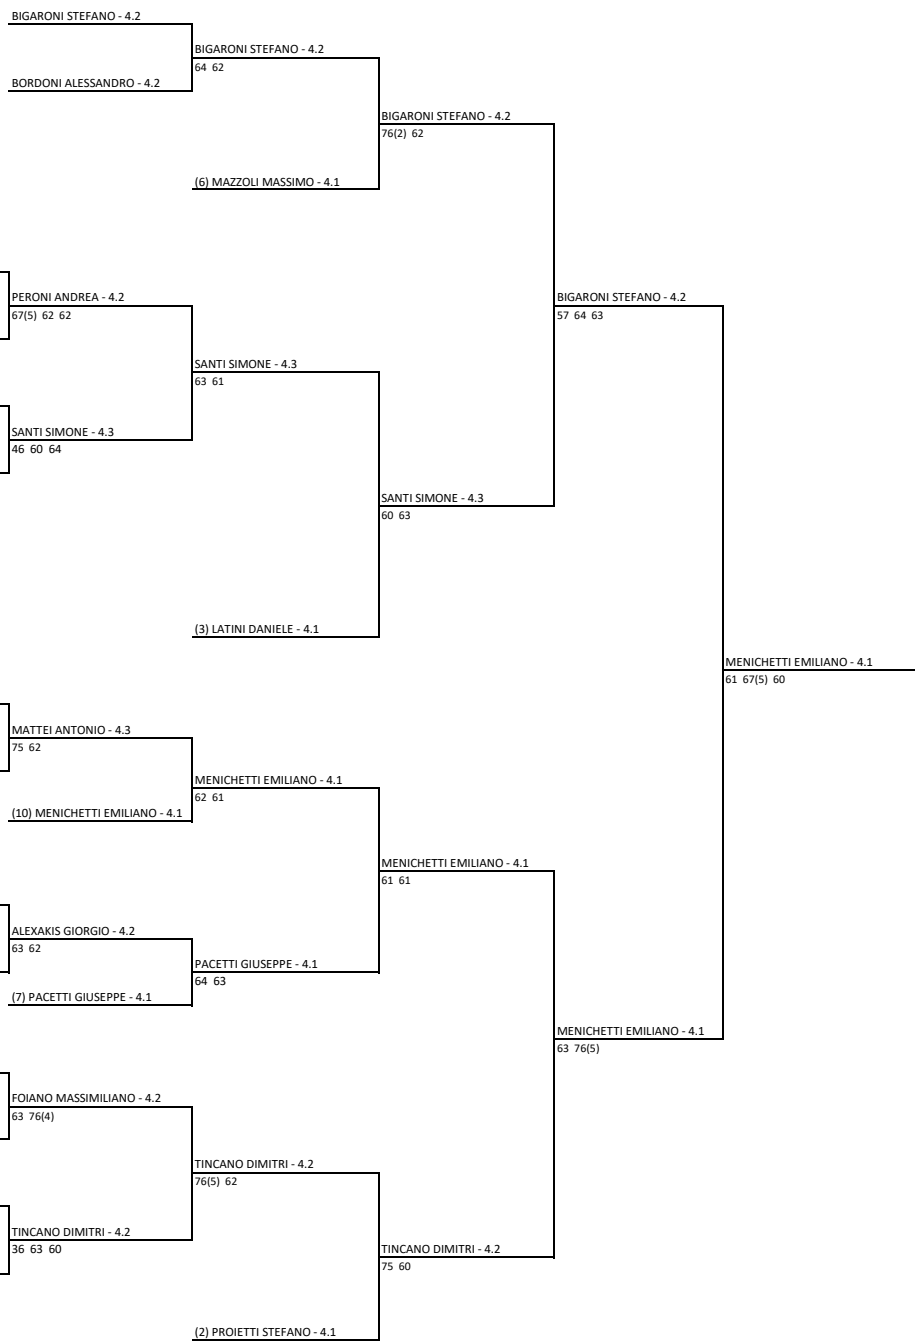 BIGARONI STEFANO - 4.2
BIGARONI STEFANO - 4.2
64 62
BORDONI ALESSANDRO - 4.2
BIGARONI STEFANO - 4.2
76(2) 62
(6) MAZZOLI MASSIMO - 4.1
PERONI ANDREA - 4.2
67(5) 62 62
BIGARONI STEFANO - 4.2
57 64 63
SANTI SIMONE - 4.3
63 61
SANTI SIMONE - 4.3
46 60 64
SANTI SIMONE - 4.3
60 63
(3) LATINI DANIELE - 4.1
MENICHETTI EMILIANO - 4.1
61 67(5) 60
MATTEI ANTONIO - 4.3
75 62
MENICHETTI EMILIANO - 4.1
62 61
(10) MENICHETTI EMILIANO - 4.1
MENICHETTI EMILIANO - 4.1
61 61
ALEXAKIS GIORGIO - 4.2
63 62
PACETTI GIUSEPPE - 4.1
64 63
(7) PACETTI GIUSEPPE - 4.1
MENICHETTI EMILIANO - 4.1
63 76(5)
FOIANO MASSIMILIANO - 4.2
63 76(4)
TINCANO DIMITRI - 4.2
76(5) 62
TINCANO DIMITRI - 4.2
36 63 60
TINCANO DIMITRI - 4.2
75 60
(2) PROIETTI STEFANO - 4.1